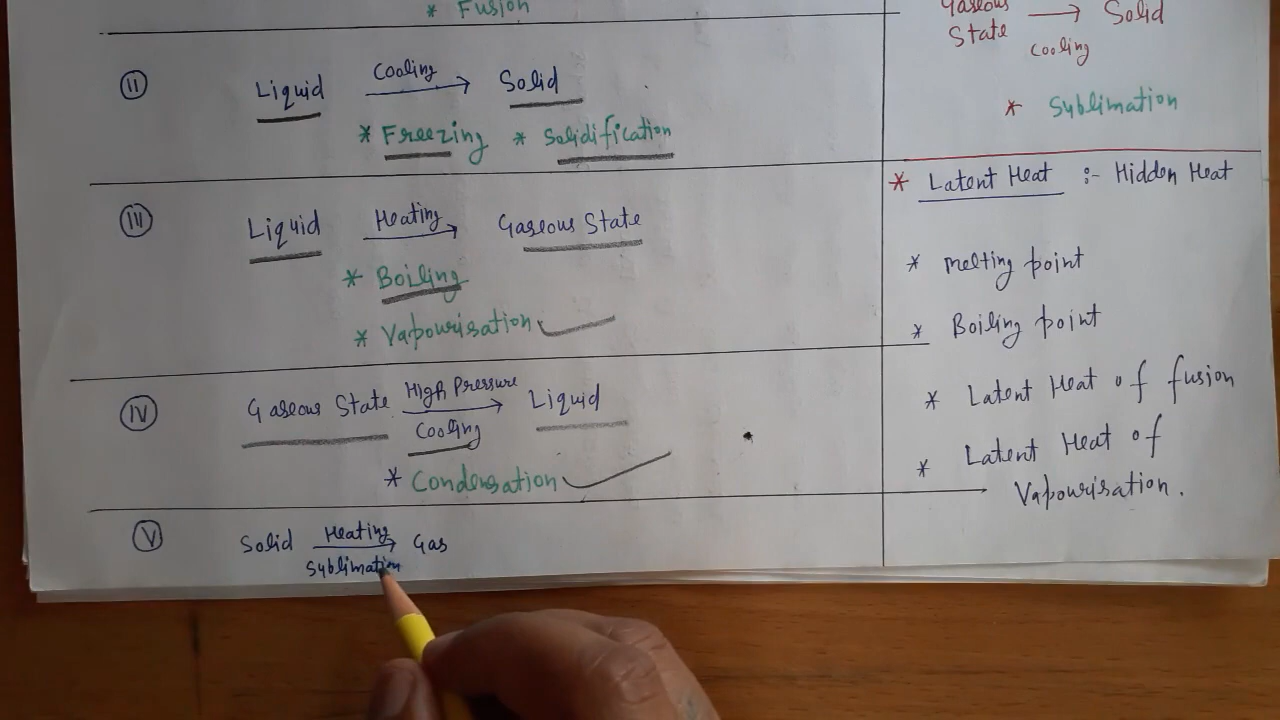 * Fusion
II Liquid Cooling → Solid
* Freezing * Solidification
III Liquid Heating → Gaseous State
* Boiling
* Vapourisation
IV Gaseous State High Pressure → Liquid
Cooling
* Condensation
V Solid Heating → Gas
Sublimation
Gaseous → Solid
State Cooling
* Sublimation
* Latent Heat :- Hidden Heat
* melting point
* Boiling point
* Latent Heat of fusion
* Latent Heat of
Vapourisation.